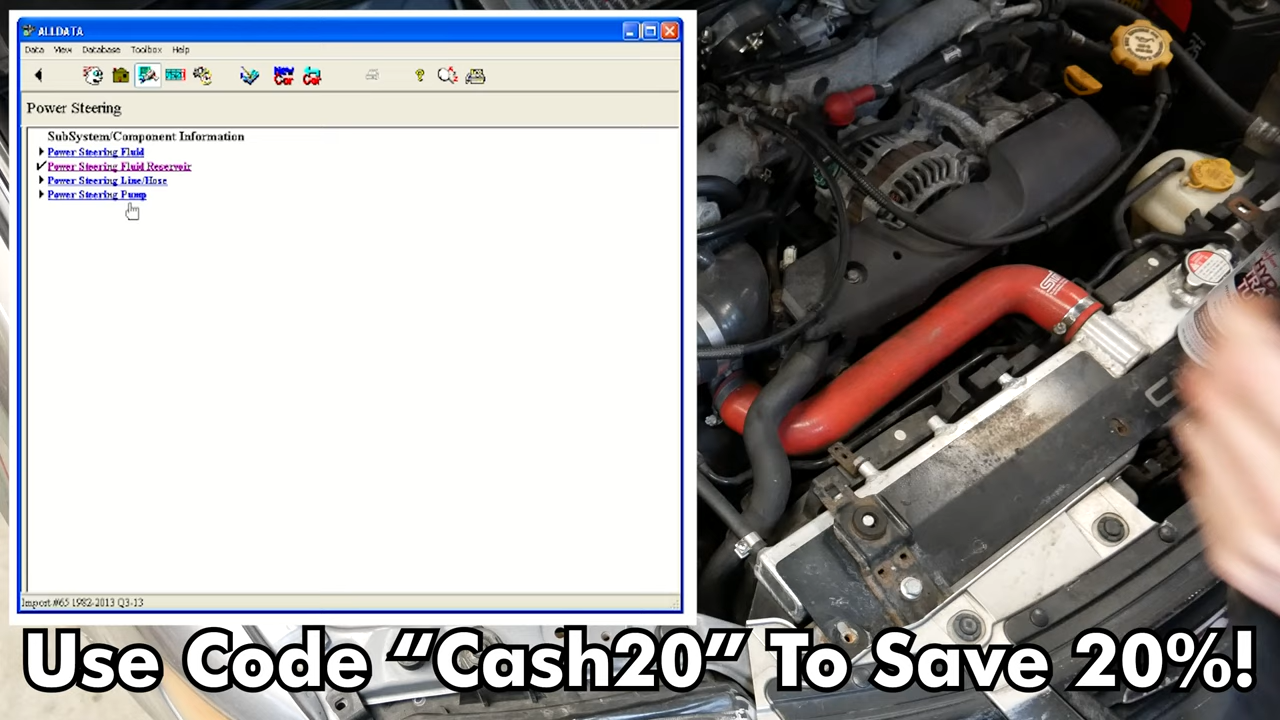 ALLDATA
Data View Database Toolbox Help
Power Steering
SubSystem/Component Information
Power Steering Fluid
Power Steering Fluid Reservoir
Power Steering Line/Hose
Power Steering Pump
Import #65 1982-2013 Q3-13
Use Code “Cash20” To Save 20%!